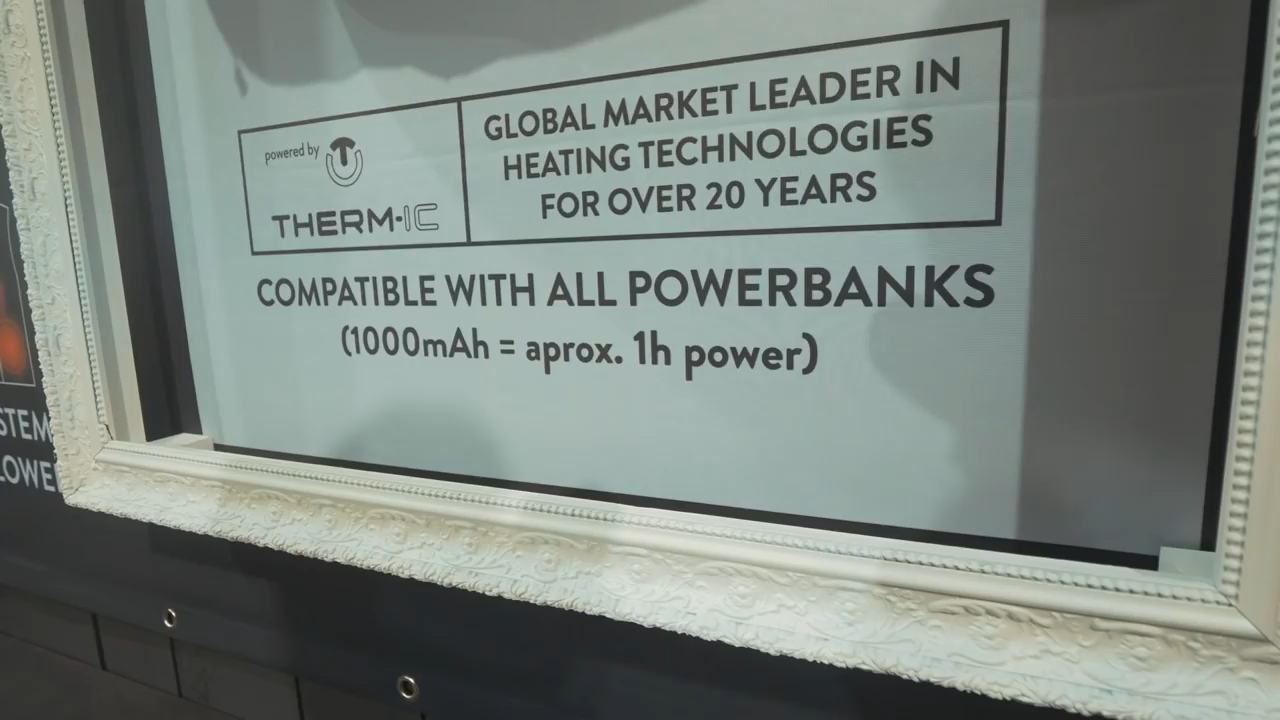 powered by
THERM-IC
GLOBAL MARKET LEADER IN
HEATING TECHNOLOGIES
FOR OVER 20 YEARS
COMPATIBLE WITH ALL POWERBANKS
(1000mAh = aprox. 1h power)